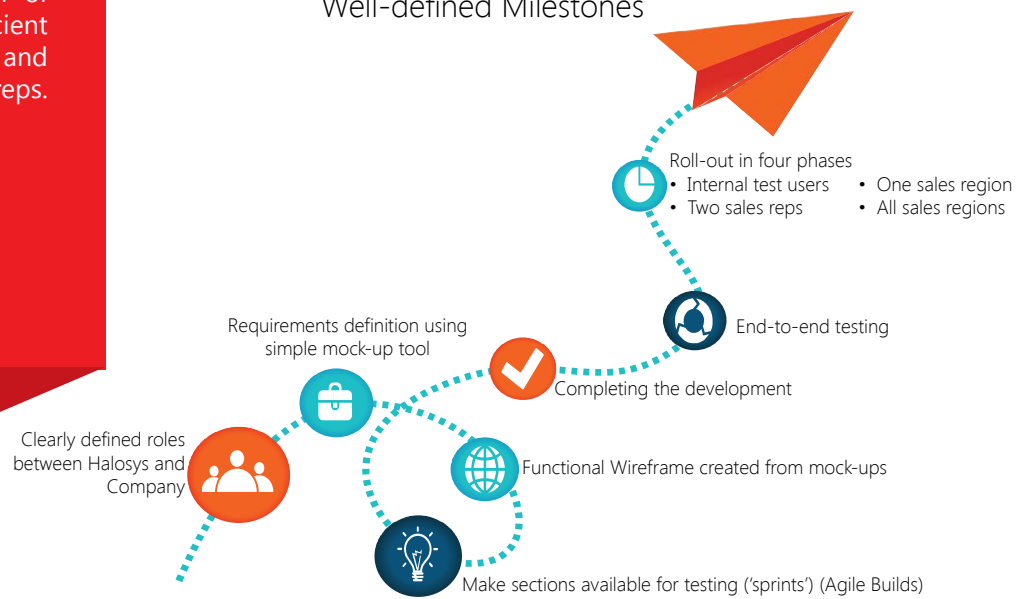 cient
and
reps.
Well-defined Milestones
Roll-out in four phases
• Internal test users
• Two sales reps
• One sales region
• All sales regions
End-to-end testing
Requirements definition using
simple mock-up tool
Completing the development
Clearly defined roles
between Halosys and
Company
Functional Wireframe created from mock-ups
Make sections available for testing (‘sprints’) (Agile Builds)